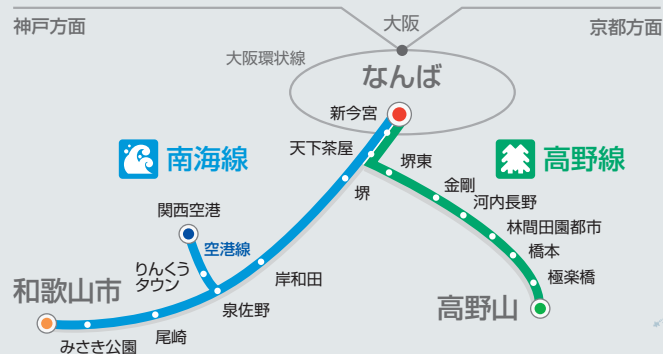 神戸方面
大阪
京都方面
大阪環状線
なんば
新今宮
天下茶屋
南海線
高野線
堺東
堺
金剛
河内長野
関西空港
林間田園都市
空港線
橋本
りんくう
タウン
岸和田
極楽橋
和歌山市
泉佐野
高野山
尾崎
みさき公園